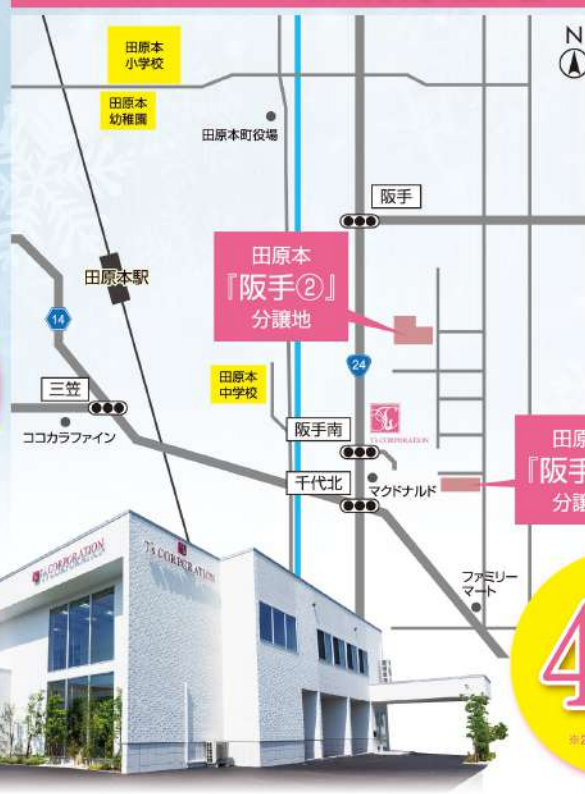 田原本
小学校
N
田原本
幼稚園
田原本町役場
阪手
田原本
『阪手②』
分譲地
田原本駅
14
24
三笠
田原本
中学校
ココカラファイン
T's CORPORATION
阪手南
田原
『阪手
分譲
千代北
マクドナルド
T's CORPORATION
T's CORPORATION
ファミリー
マート
4
※2